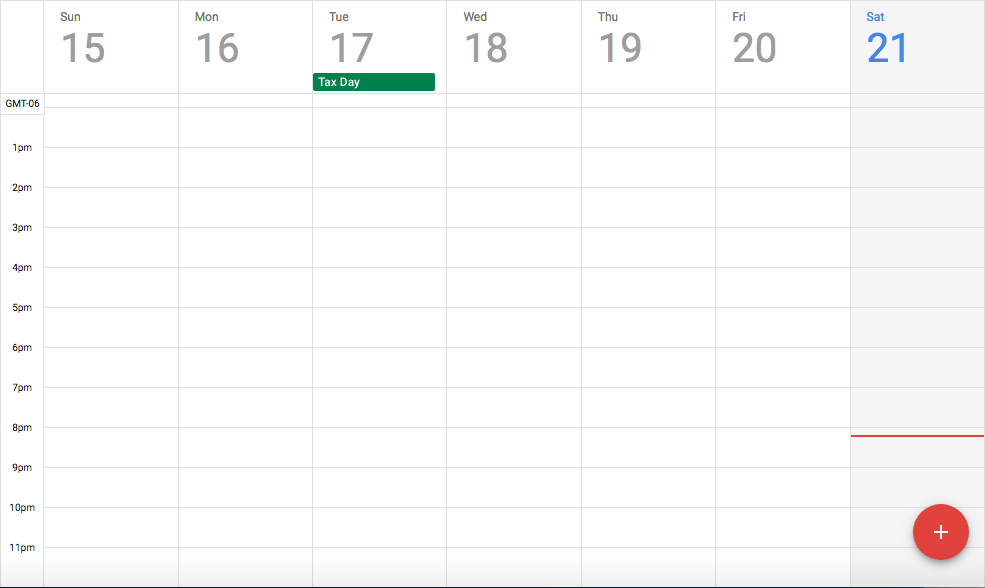 Sun Mon Tue Wed Thu Fri Sat
15 16 17 18 19 20 21
Tax Day
GMT-06
1pm
2pm
3pm
4pm
5pm
6pm
7pm
8pm
9pm
10pm
11pm